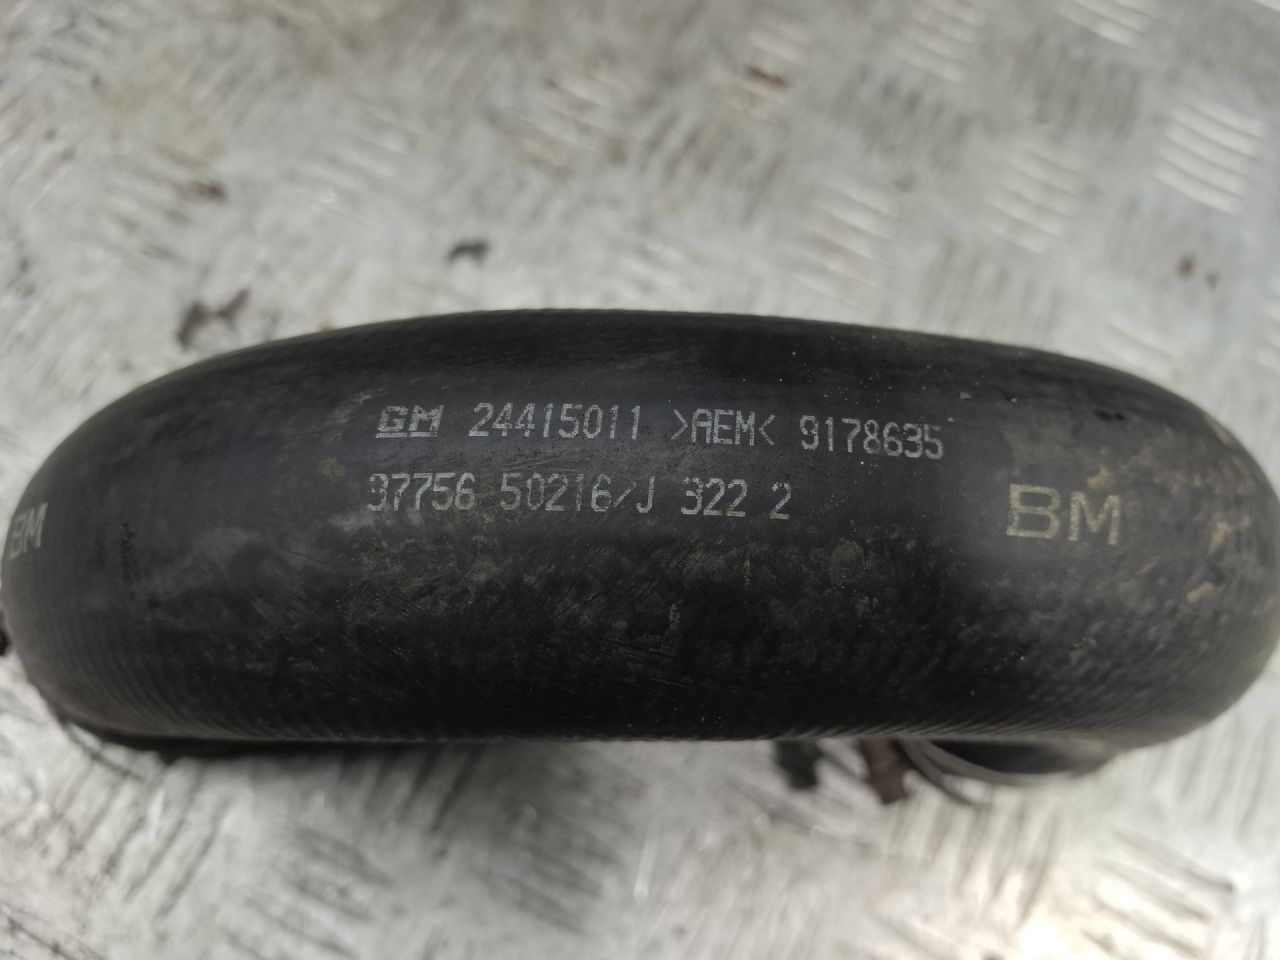 GM 24415011 >AEM< 9178635
37756 50216/J 322 2
BM
BM